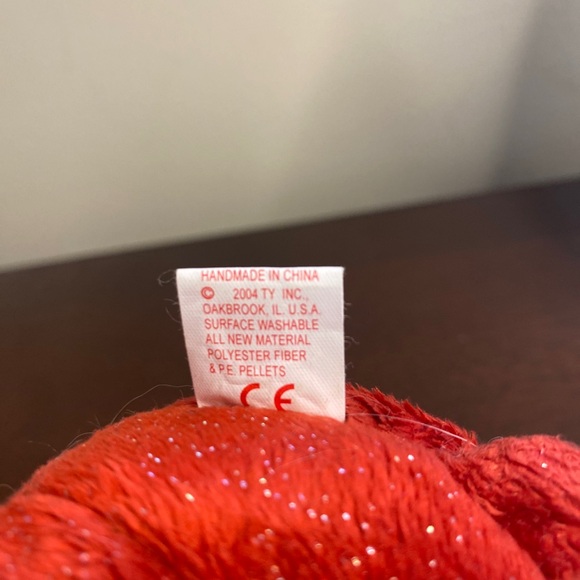 HANDMADE IN CHINA
© 2004 TY INC.,
OAKBROOK, IL. U.S.A.
SURFACE WASHABLE
ALL NEW MATERIAL
POLYESTER FIBER
& P.E. PELLETS
CE